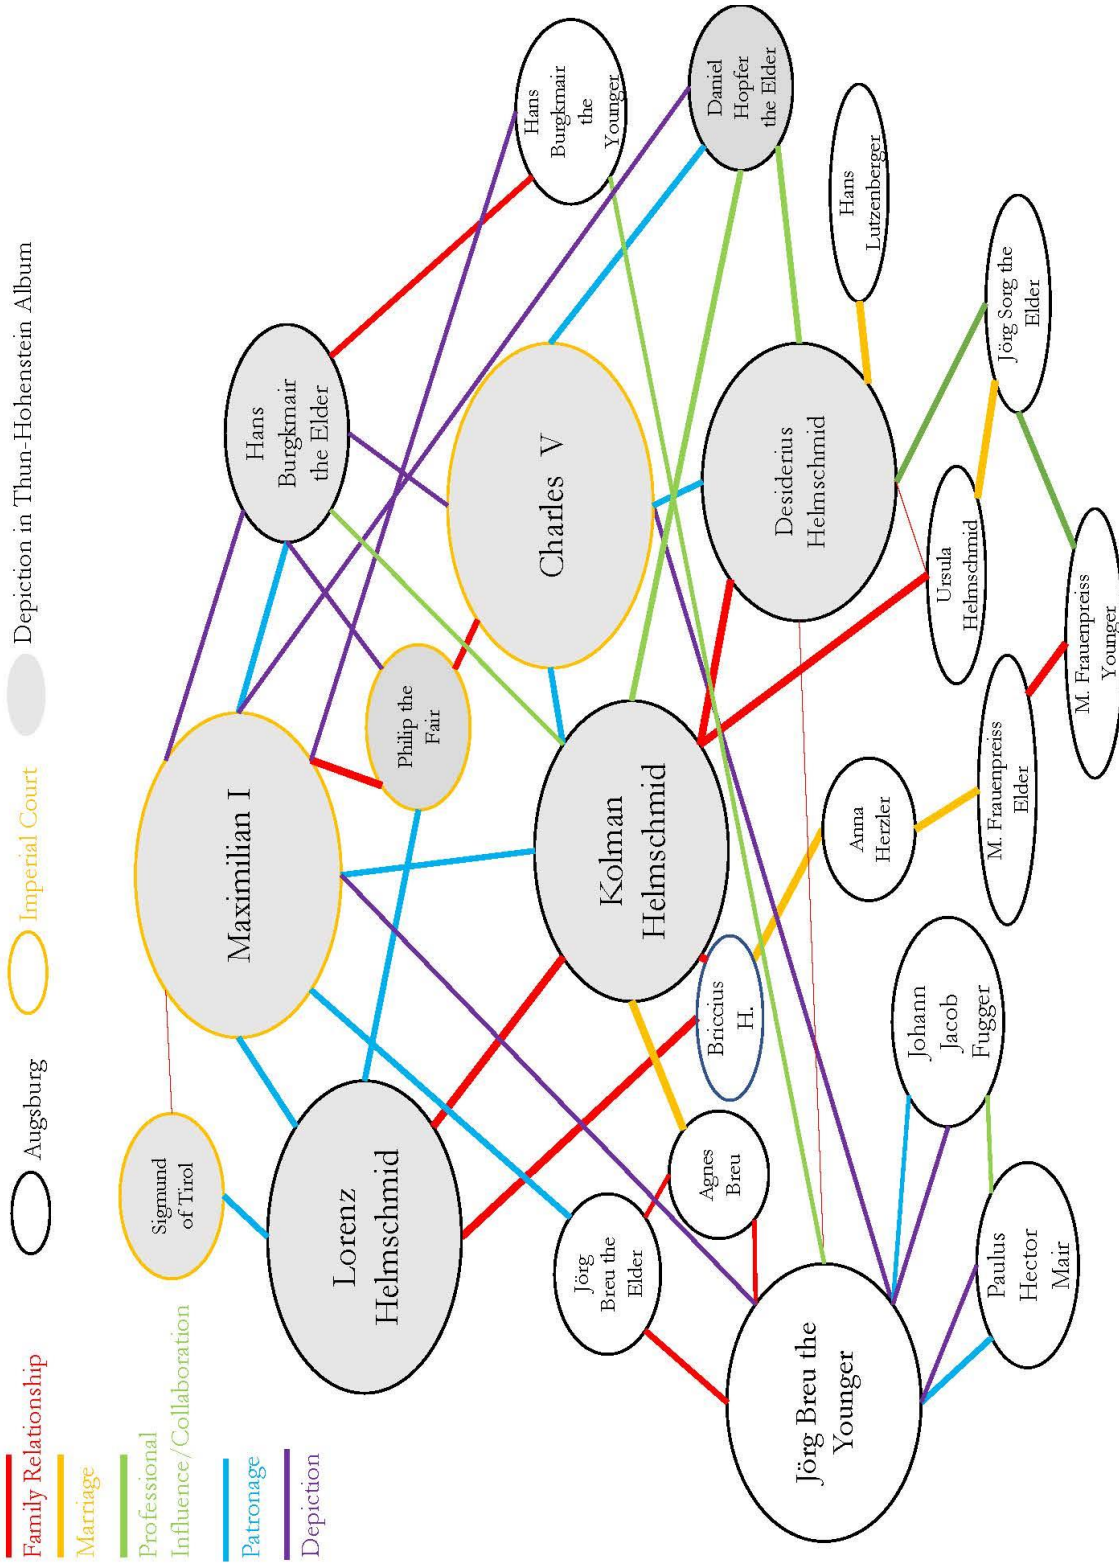 Family Relationship
Marriage
Professional
Influence/Collaboration
Patronage
Depiction
Augsburg
Imperial Court
Depiction in Thun-Hohenstein Album
Sigmund
of Tirol
Maximilian I
Hans
Burgkmair
the Elder
Lorenz
Helmschmid
Philip the
Fair
Hans
Burgkmair
the
Younger
Charles V
Jörg
Breu the
Elder
Kolman
Helmschmid
Agnes
Breu
Briccius
H.
Daniel
Hopfer
the Elder
Desiderius
Helmschmid
Jörg Breu the
Younger
Anna
Herzler
Hans
Lutzenberger
Johann
Jacob
Fugger
Ursula
Helmschmid
Paulus
Hector
Mair
M. Frauenpreiss
Elder
Jörg Sorg the
Elder
M. Frauenpreiss
Younger